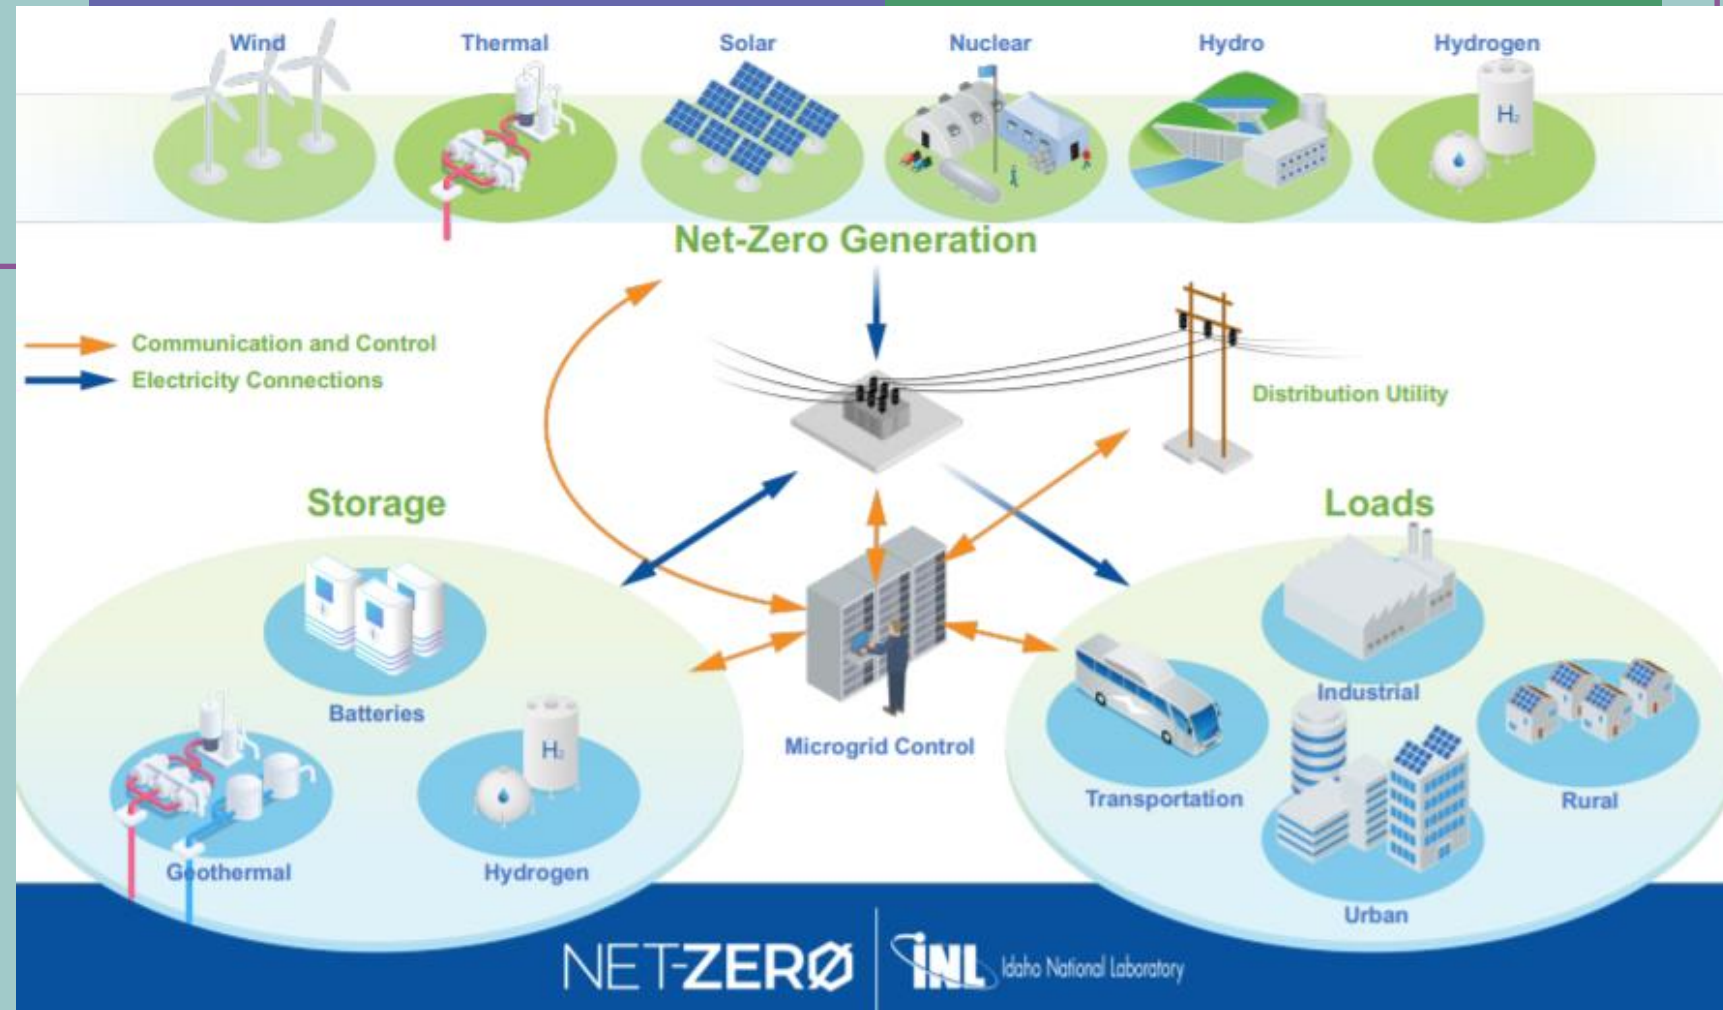 Wind
Thermal
Solar
Nuclear
Hydro
Hydrogen
H₂
Net-Zero Generation
Communication and Control
Electricity Connections
Distribution Utility
Storage
Loads
Batteries
Geothermal
H₂
Hydrogen
Microgrid Control
Industrial
Transportation
Rural
Urban
NET-ZERØ
INL Idaho National Laboratory